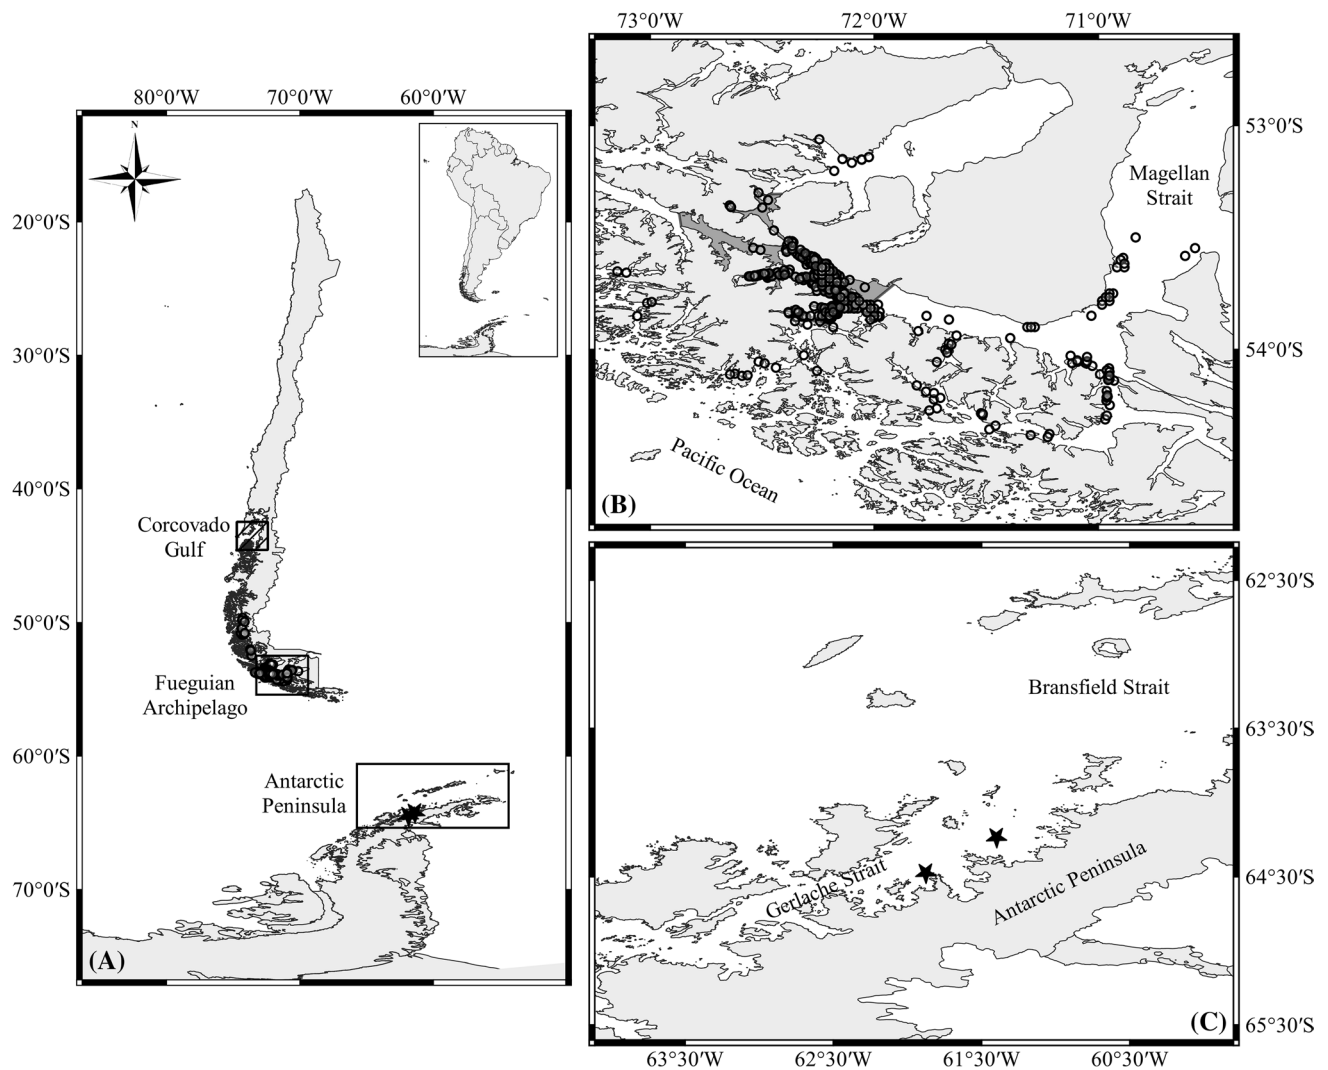 80°0′W 70°0′W 60°0′W
N
20°0′S
30°0′S
40°0′S
Corcovado
Gulf
50°0′S
Fueguian
Archipelago
60°0′S
Antarctic
Peninsula
70°0′S
(A)
73°0′W 72°0′W 71°0′W
53°0′S
Magellan
Strait
54°0′S
Pacific Ocean
(B)
62°30′S
Bransfield Strait
63°30′S
Gerlache Strait
Antarctic Peninsula
64°30′S
(C)
65°30′S
63°30′W 62°30′W 61°30′W 60°30′W